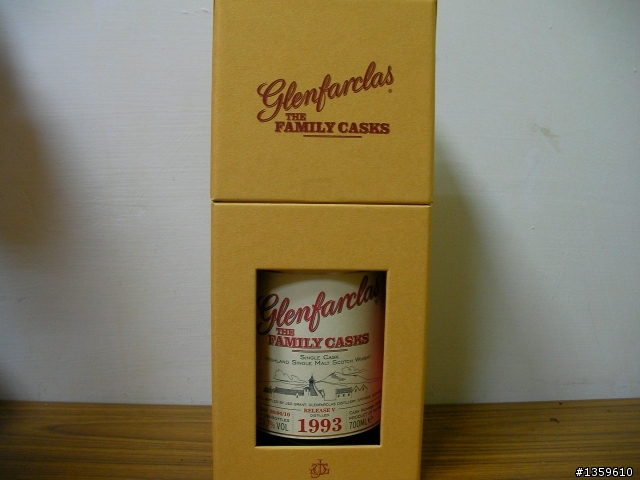 Glenfarclas
THE
FAMILY CASKS
Glenfarclas
THE
FAMILY CASKS
SINGLE CASK
HIGHLAND SINGLE MALT SCOTCH WHISKY
RELEASE V
DISTILLED
VOL 1993 700ML
#1359610